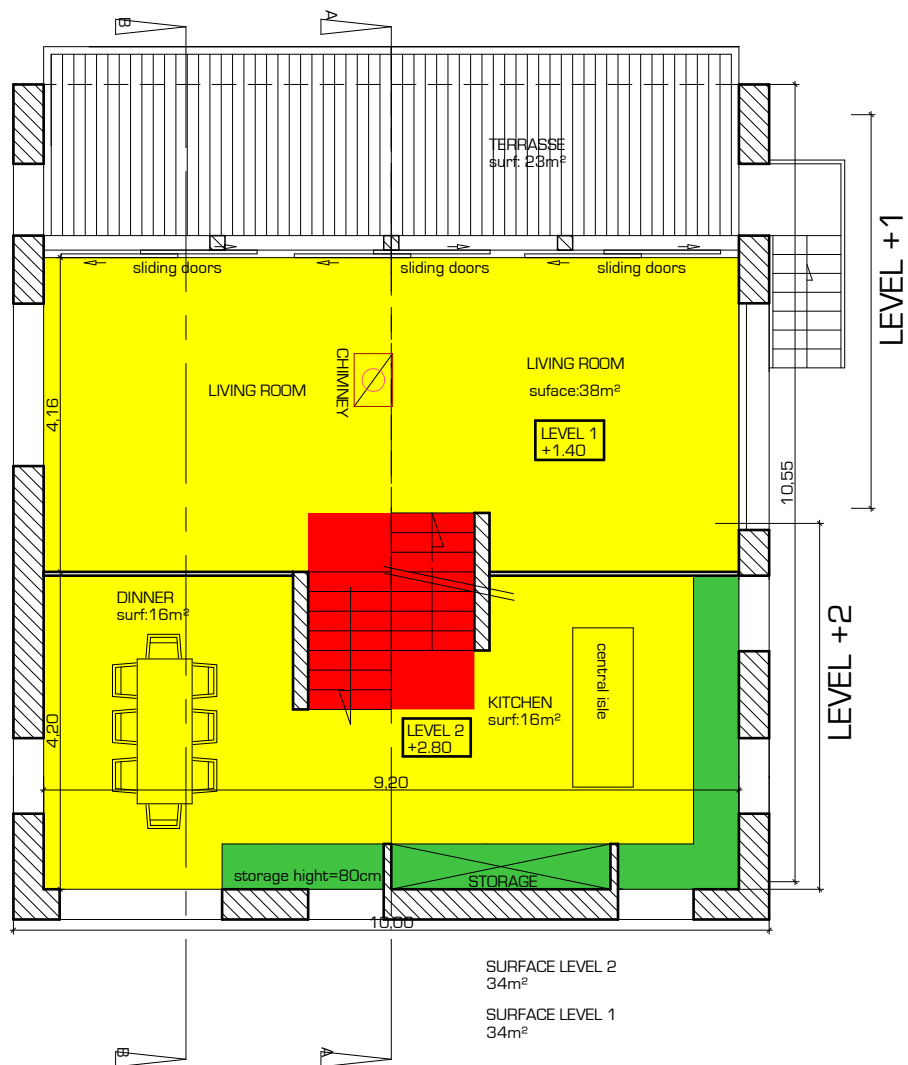 B
A
TERRASSE
surf: 23m²
LEVEL +1
sliding doors
sliding doors
sliding doors
LIVING ROOM
suface:38m²
CHIMNEY
LIVING ROOM
4,16
LEVEL 1
+1.40
10,55
DINNER
surf:16m²
LEVEL +2
central isle
KITCHEN
surf:16m²
4,20
LEVEL 2
+2.80
9,20
storage hight=80cm
STORAGE
10,00
SURFACE LEVEL 2
34m²
SURFACE LEVEL 1
34m²
B
A